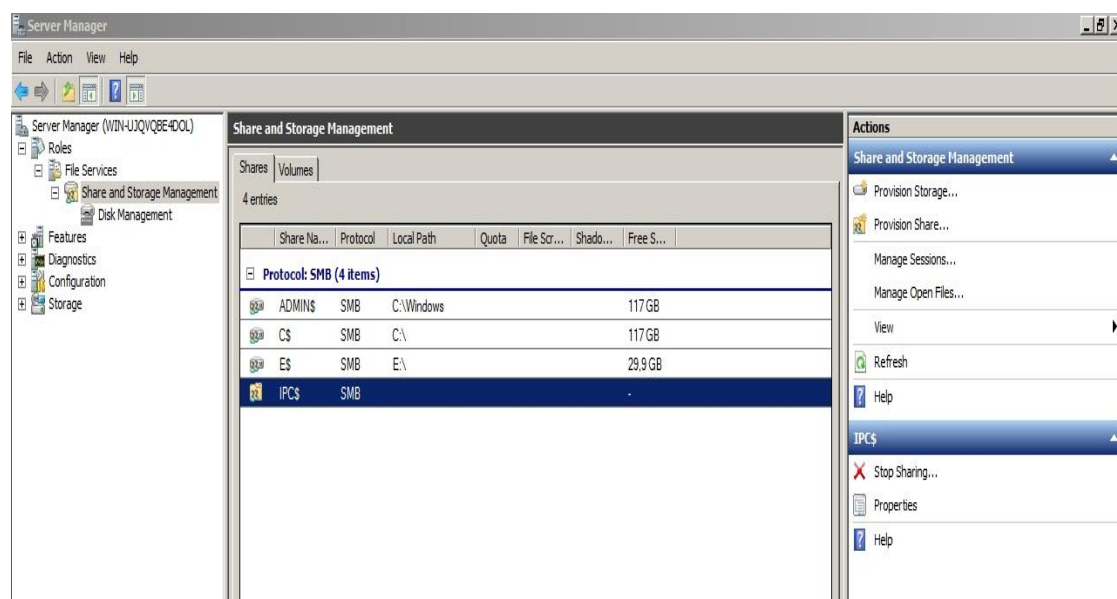 Server Manager
File Action View Help
Server Manager (WIN-UJQVQBE4DOL)
Roles
File Services
Share and Storage Management
Disk Management
Features
Diagnostics
Configuration
Storage
Share and Storage Management
Shares Volumes
4 entries
Share Na... Protocol Local Path Quota File Scr... Shado... Free S...
Protocol: SMB (4 items)
ADMIN$ SMB C:\Windows 117 GB
C$ SMB C:\ 117 GB
E$ SMB E:\ 29,9 GB
IPC$ SMB -
Actions
Share and Storage Management
Provision Storage...
Provision Share...
Manage Sessions...
Manage Open Files...
View
Refresh
Help
IPC$
Stop Sharing...
Properties
Help